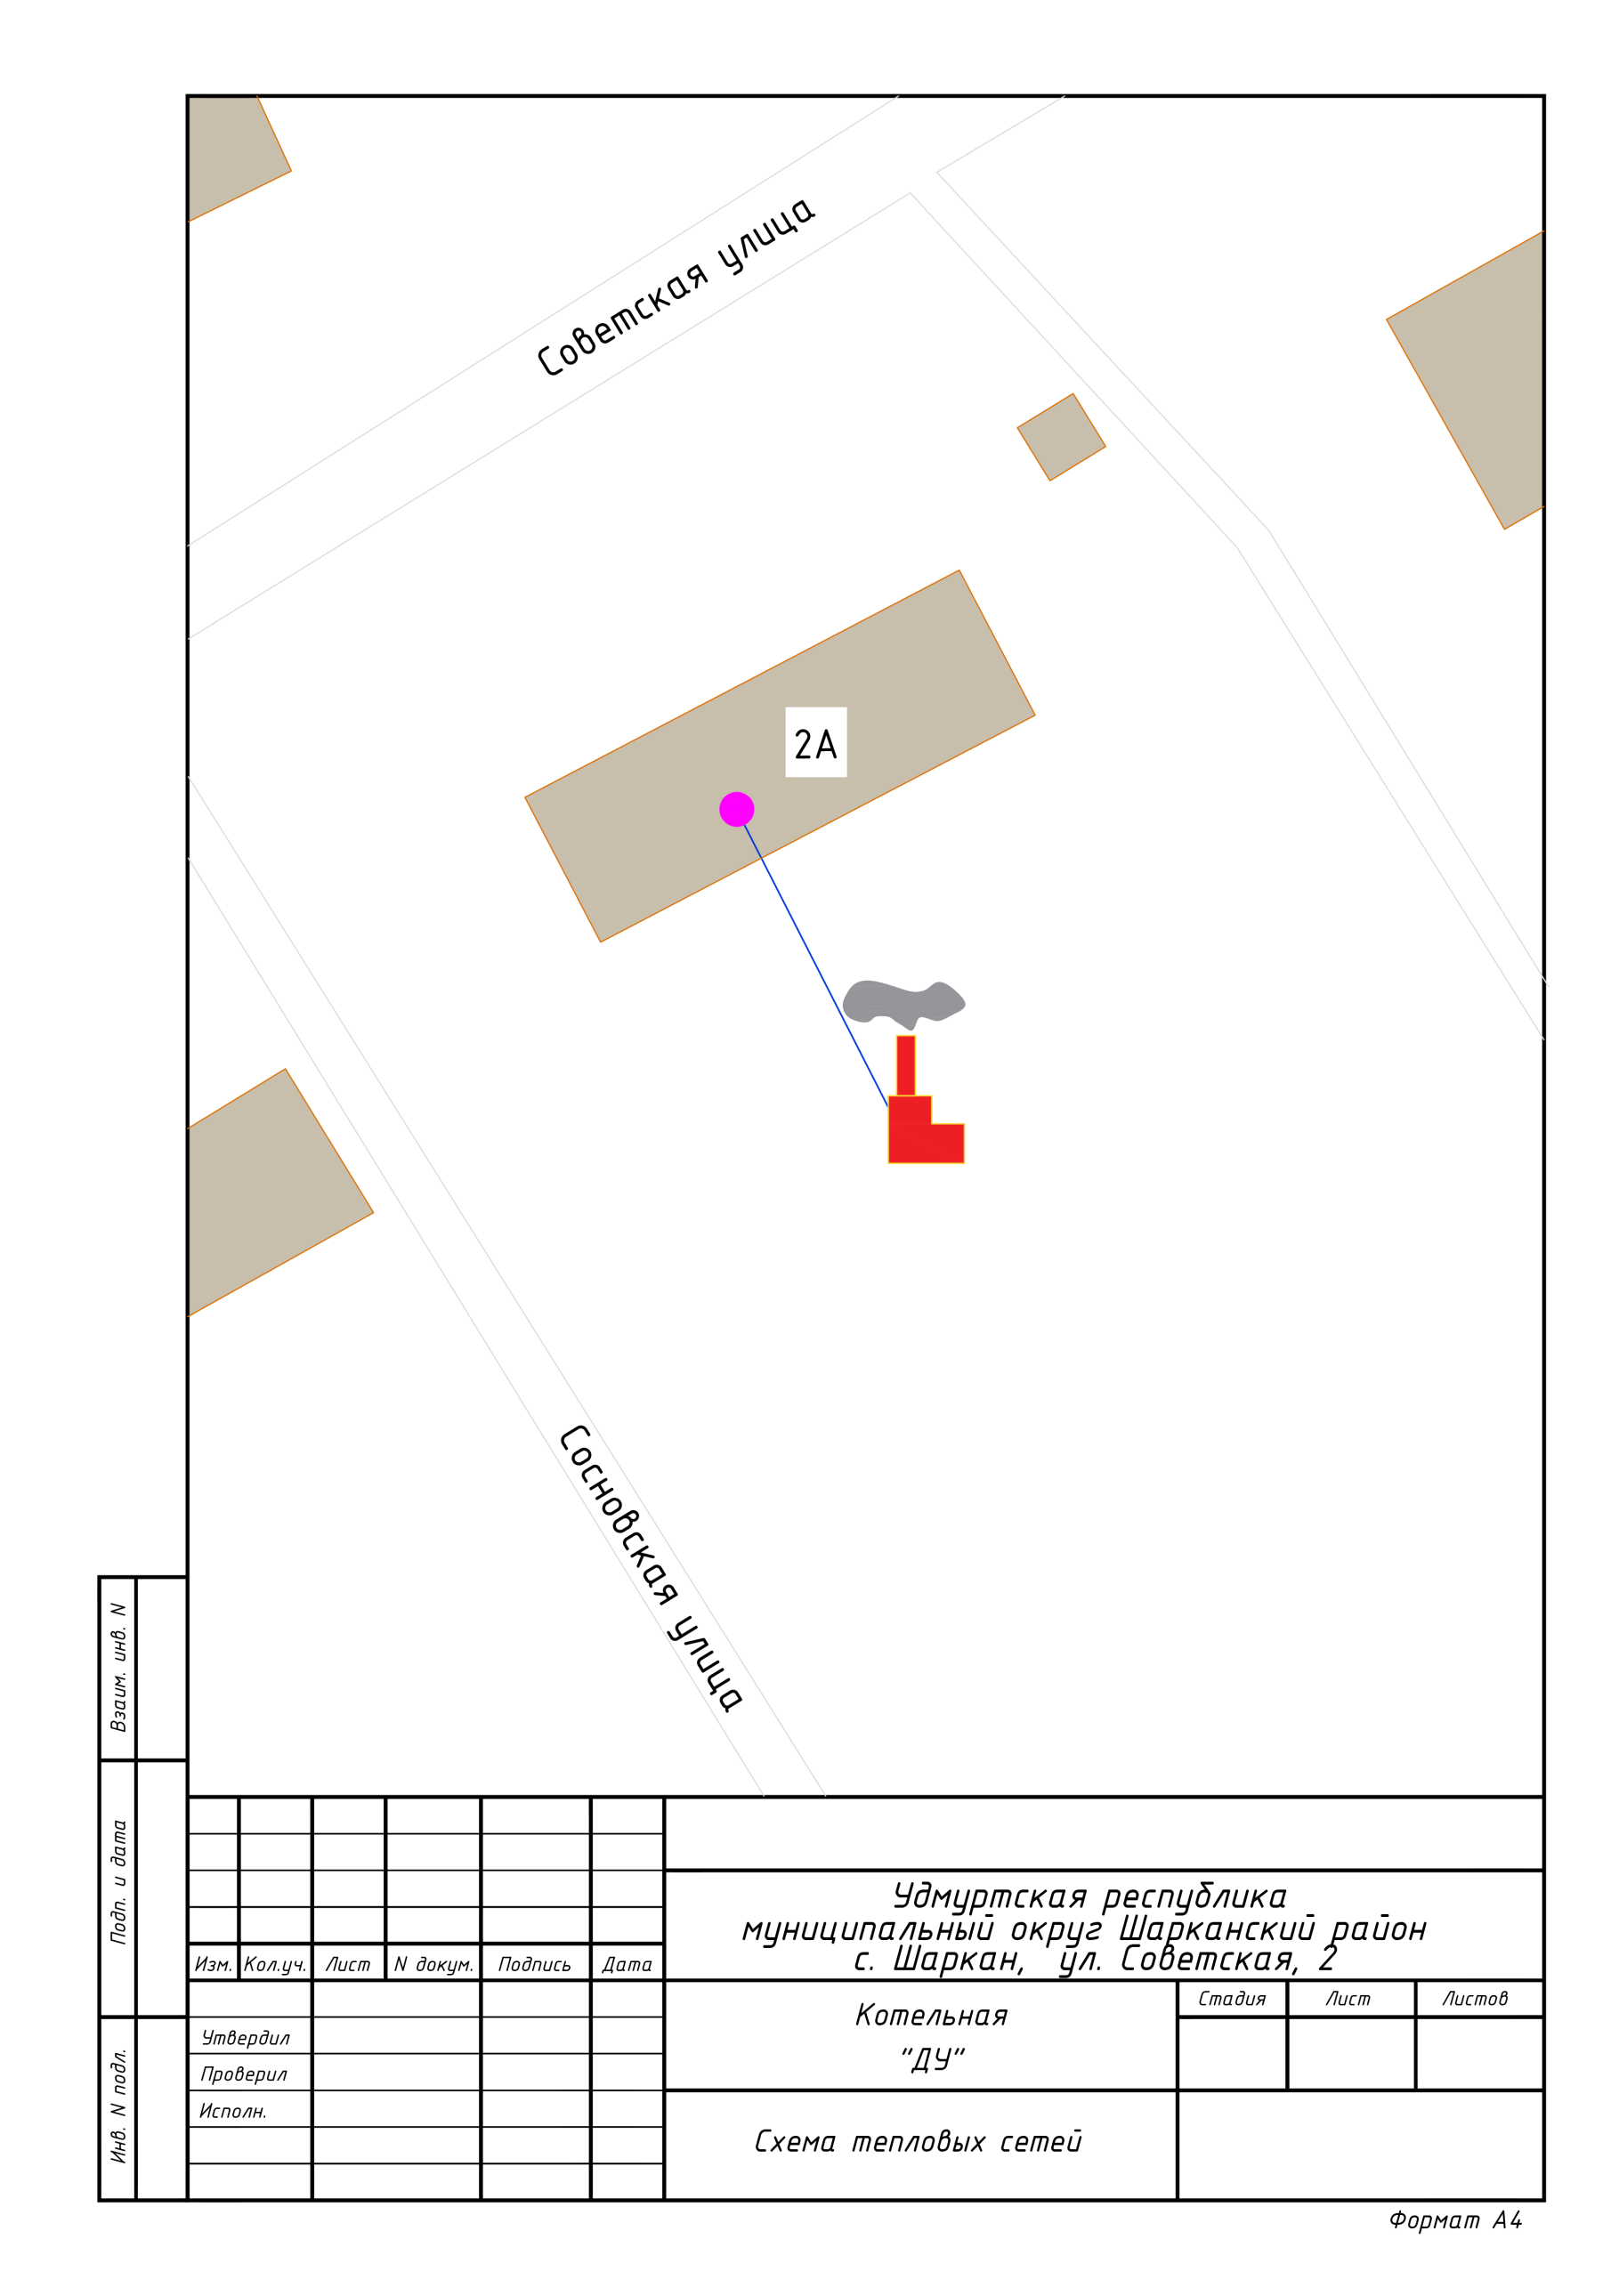 Советская улица
2А
Сосновская улица
Взаим. инв. N
Подп. и дата
Инв. N подл.
Изм. Кол.уч. Лист N докум. Подпись Дата
Утвердил
Проверил
Исполн.
Удмуртская республика
муниципальный округ Шарканский район
с. Шаркан, ул. Советская, 2
Котельная
"ДУ"
Стадия Лист Листов
Схема тепловых сетей
Формат А4